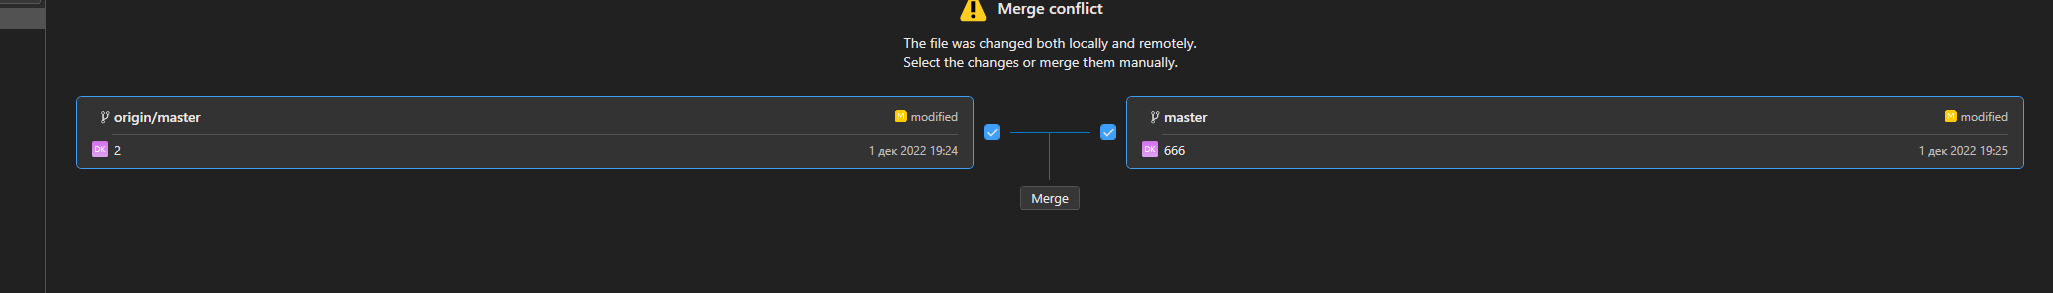 Merge conflict
The file was changed both locally and remotely.
Select the changes or merge them manually.
origin/master
M modified
DK 2
1 дек 2022 19:24
master
M modified
DK 666
1 дек 2022 19:25
Merge